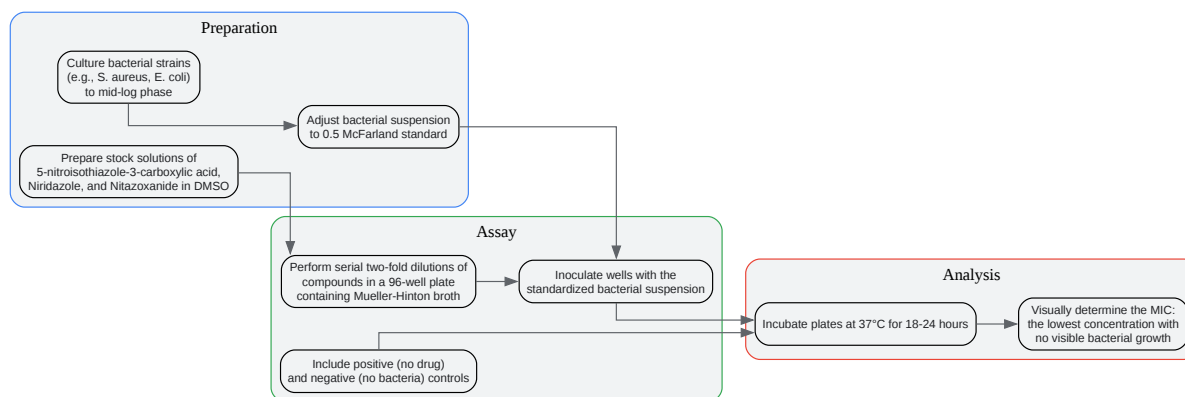 Preparation
Culture bacterial strains
(e.g., S. aureus, E. coli)
to mid-log phase
Adjust bacterial suspension
to 0.5 McFarland standard
Prepare stock solutions of
5-nitroisothiazole-3-carboxylic acid,
Niridazole, and Nitazoxanide in DMSO
Assay
Perform serial two-fold dilutions of
compounds in a 96-well plate
containing Mueller-Hinton broth
Inoculate wells with the
standardized bacterial suspension
Include positive (no drug)
and negative (no bacteria) controls
Analysis
Incubate plates at 37°C for 18-24 hours
Visually determine the MIC:
the lowest concentration with
no visible bacterial growth